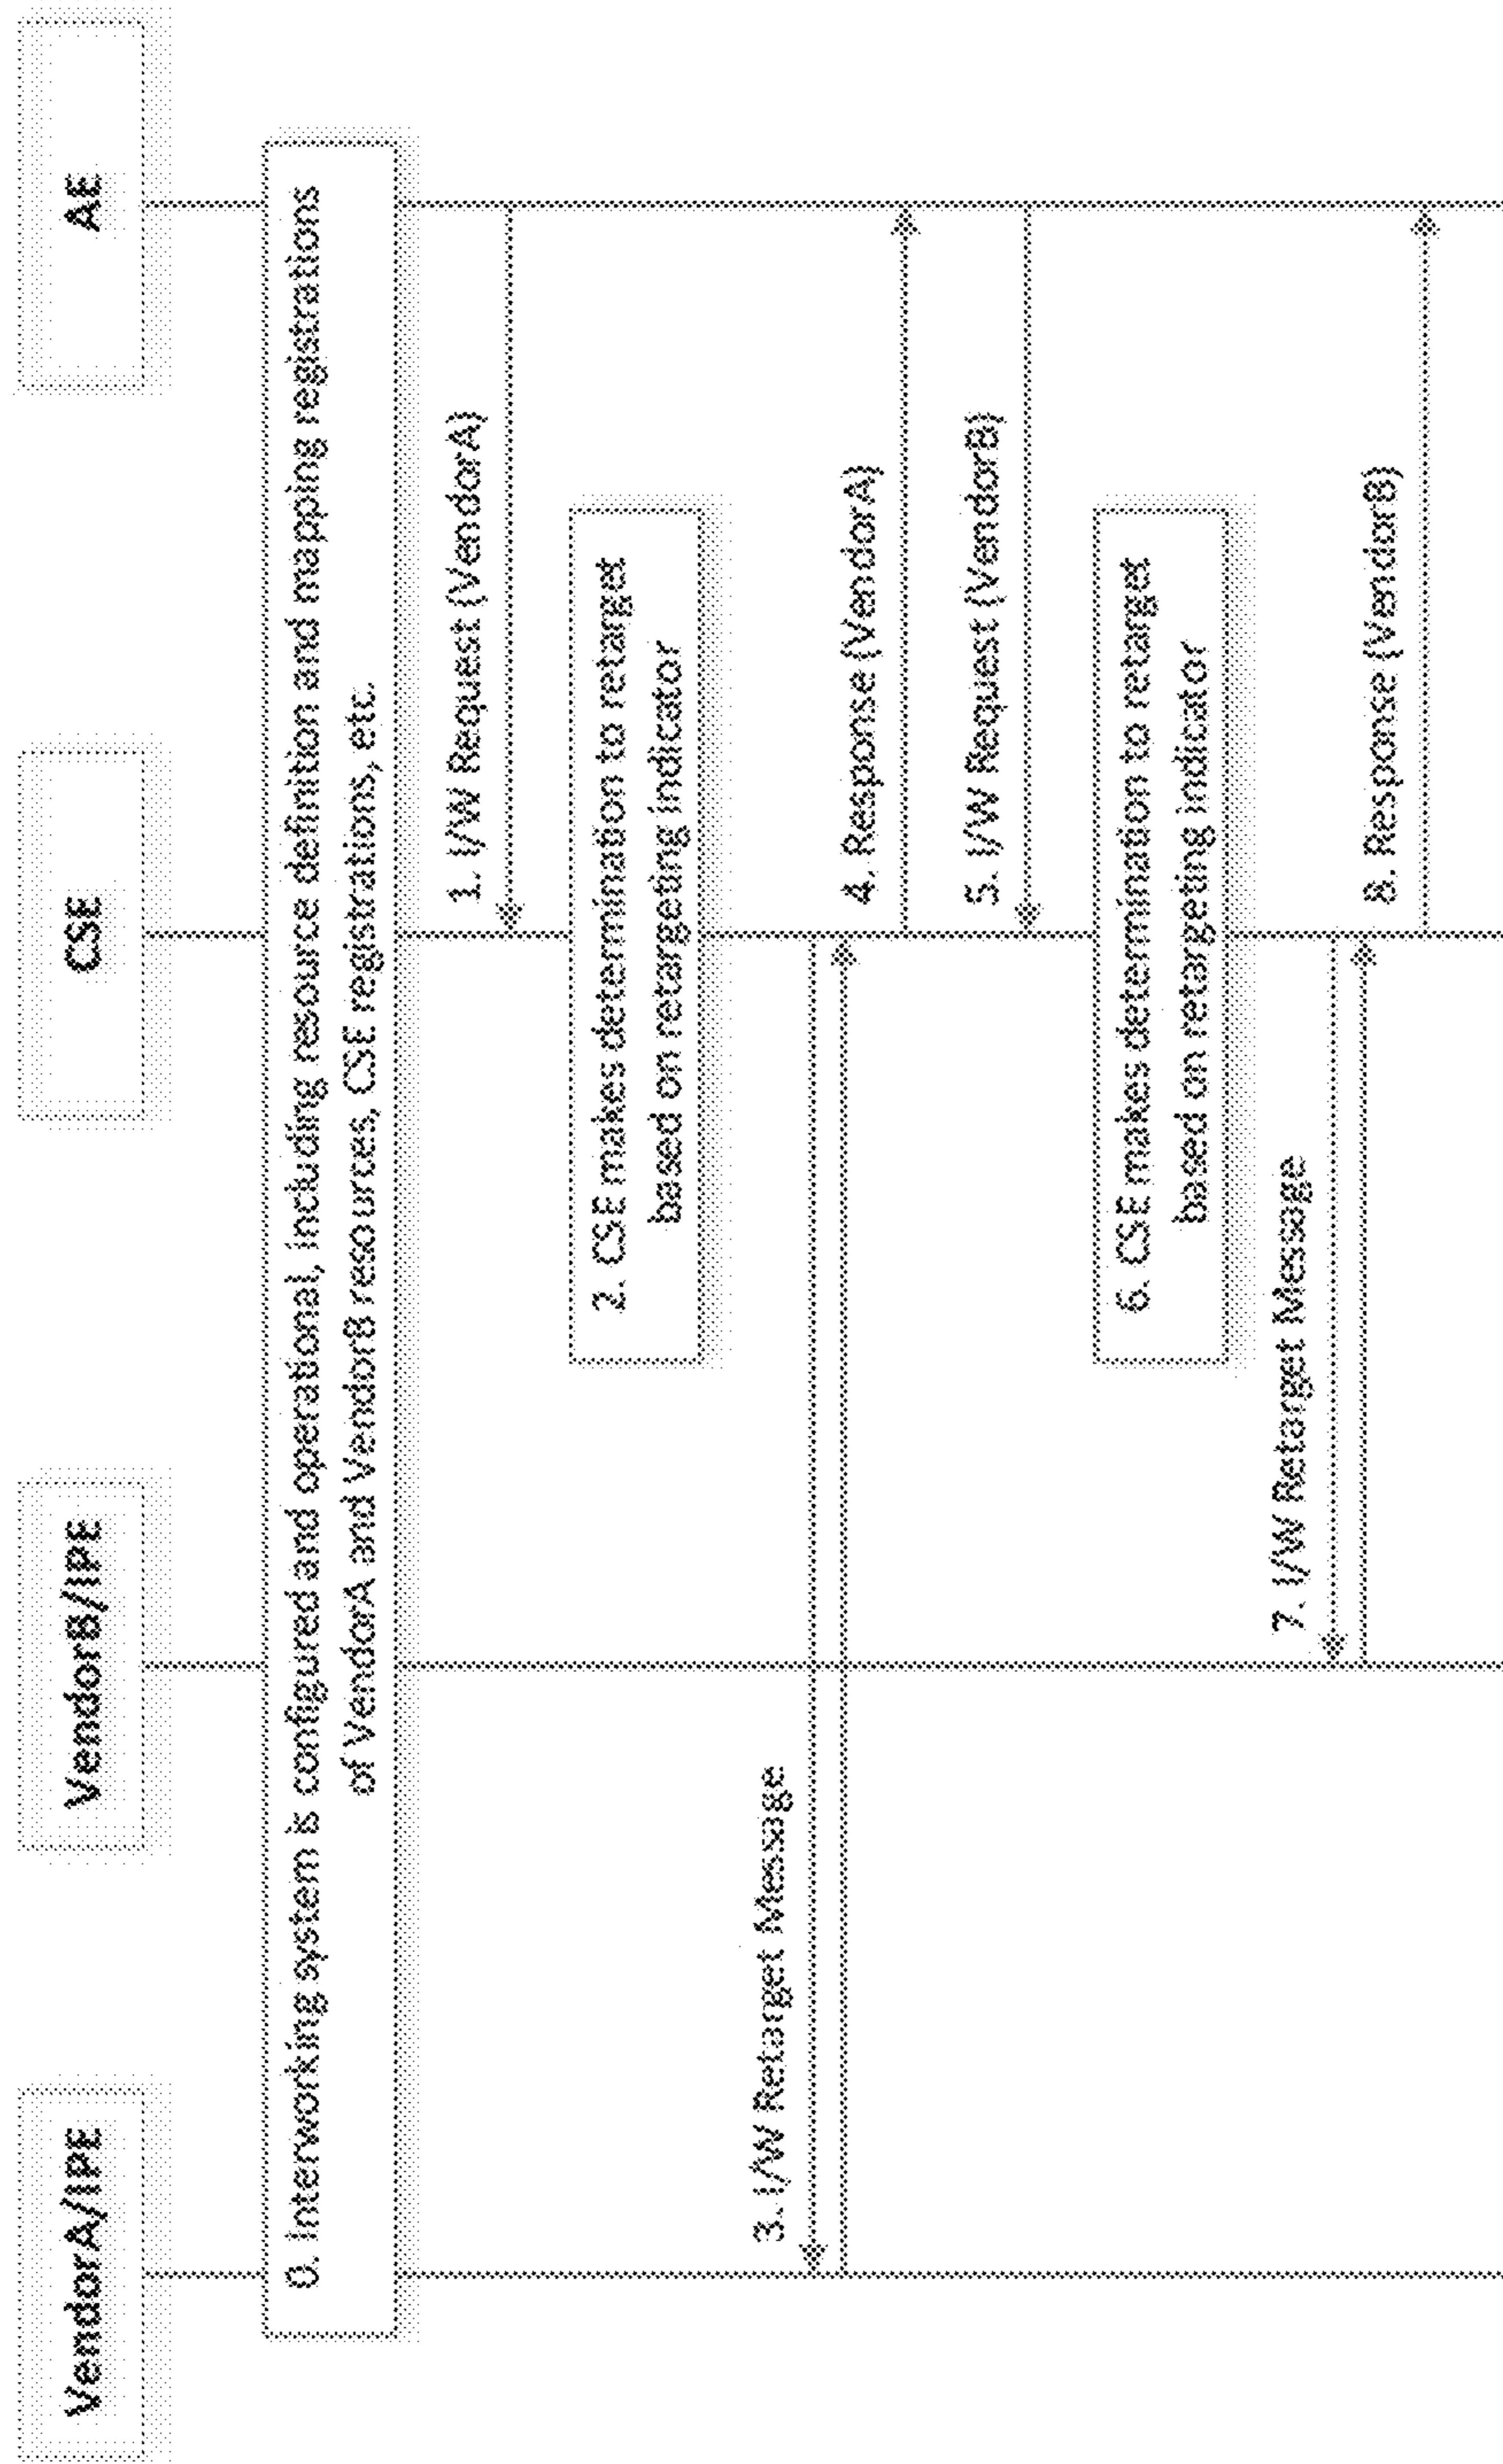 VendorA/IPE
VendorB/IPE
CSE
AE
0. Interworking system is configured and operational, including resource definition and mapping registrations
of VendorA and VendorB resources, CSE registrations, etc.
1. I/W Request (VendorA)
2. CSE makes determination to retarget
based on retargeting indicator
3. I/W Retarget Message
4. Response (VendorA)
5. I/W Request (VendorB)
6. CSE makes determination to retarget
based on retargeting indicator
7. I/W Retarget Message
8. Response (VendorB)